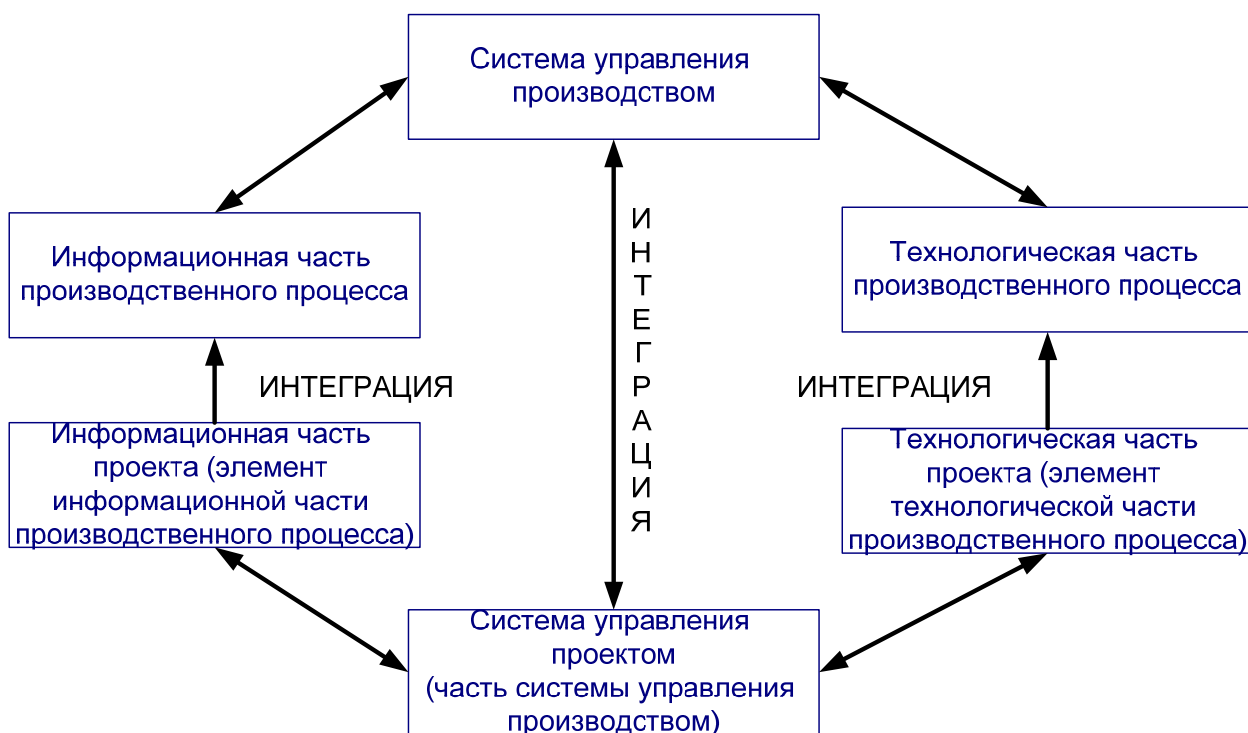 Система управления
производством
Информационная часть
производственного процесса
Технологическая часть
производственного процесса
ИНТЕГРАЦИЯ
ИНТЕГРАЦИЯ
ИНТЕГРАЦИЯ
Информационная часть
проекта (элемент
информационной части
производственного процесса)
Технологическая часть
проекта (элемент
технологической части
производственного процесса)
Система управления
проектом
(часть системы управления
производством)